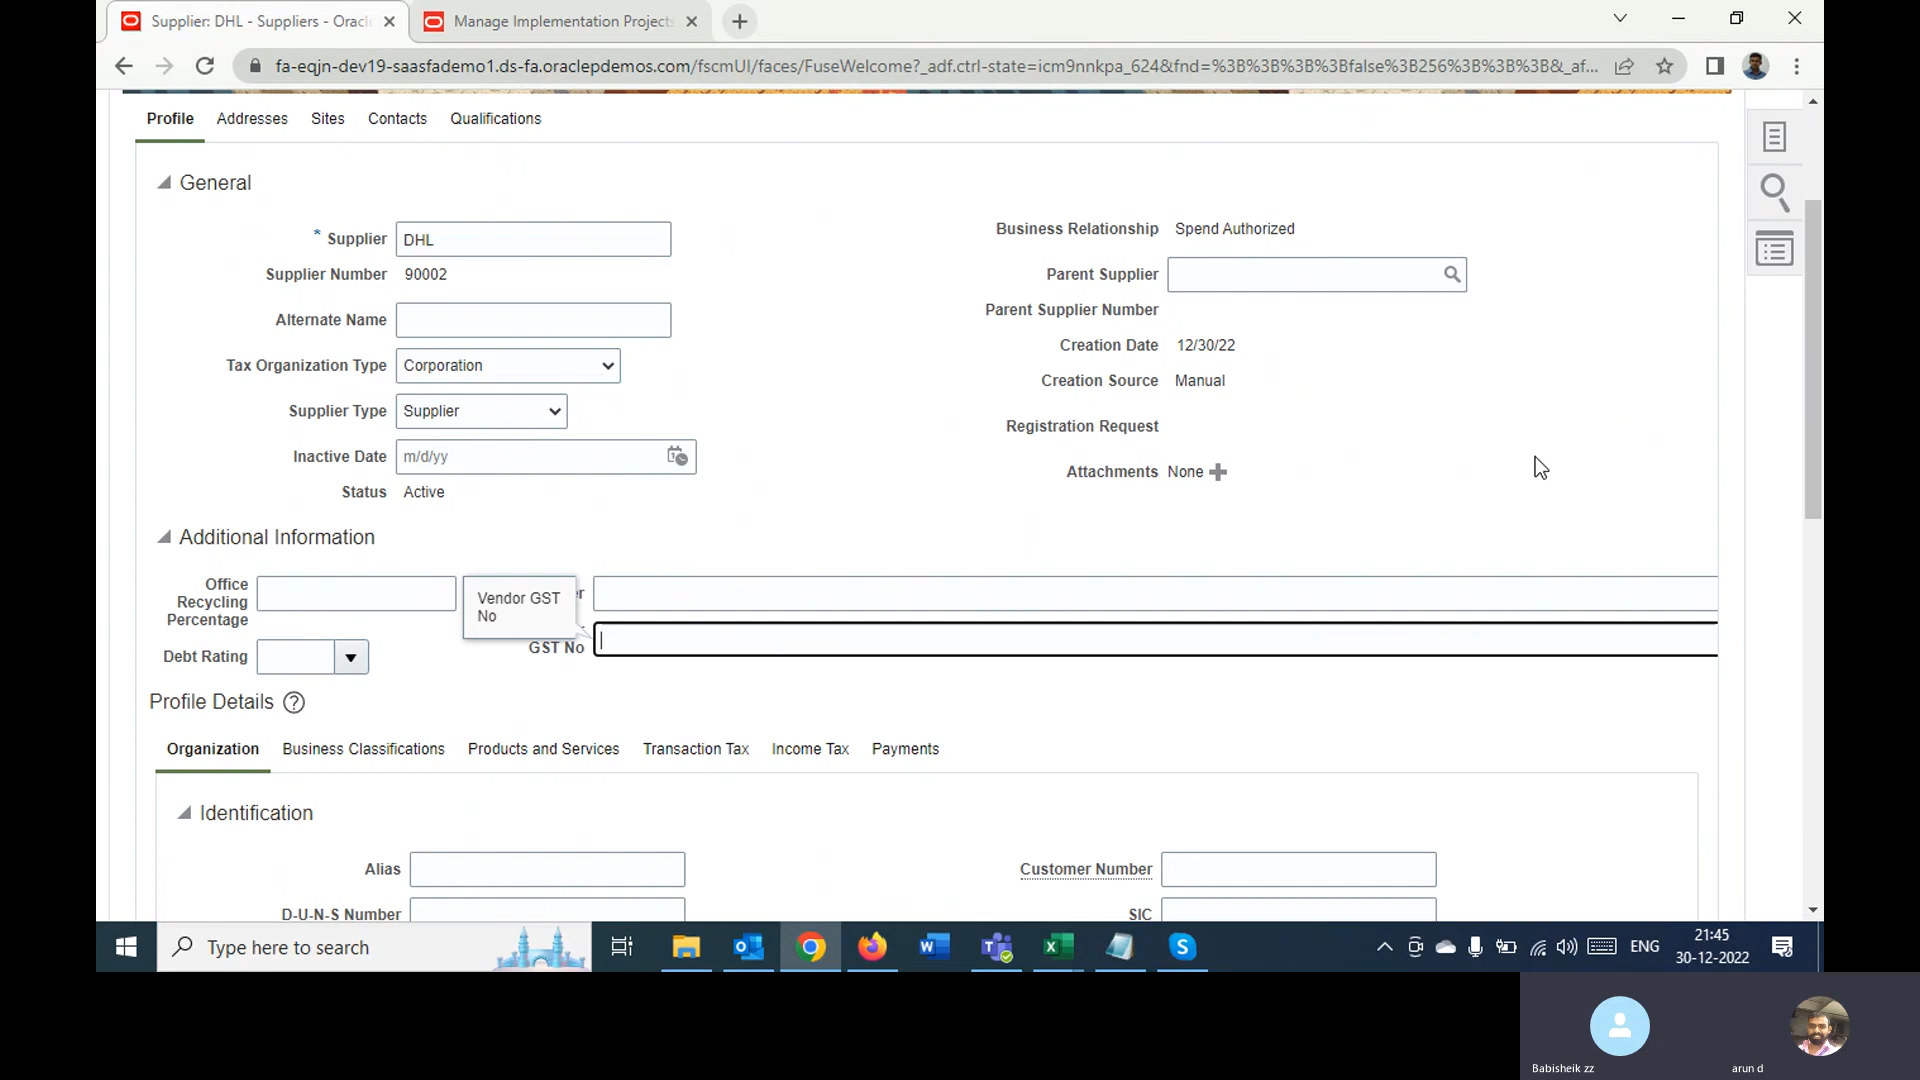 Supplier: DHL - Suppliers - Oracle
Manage Implementation Projects
fa-eqjn-dev19-saasfademo1.ds-fa.oraclepdemos.com/fscmUI/faces/FuseWelcome?_adf.ctrl-state=icm9nnkpa_624&fnd=%3B%3B%3B%3Bfalse%3B256%3B%3B%3B&_af...
Profile Addresses Sites Contacts Qualifications
General
* Supplier DHL
Supplier Number 90002
Alternate Name
Tax Organization Type Corporation
Supplier Type Supplier
Inactive Date m/d/yy
Status Active
Business Relationship Spend Authorized
Parent Supplier
Parent Supplier Number
Creation Date 12/30/22
Creation Source Manual
Registration Request
Attachments None
Additional Information
Office
Recycling
Percentage
Debt Rating
Vendor GST
No
GST No
Profile Details
Organization Business Classifications Products and Services Transaction Tax Income Tax Payments
Identification
Alias
D-U-N-S Number
Customer Number
SIC
Type here to search
ENG
21:45
30-12-2022
Babisheik zz
arun d